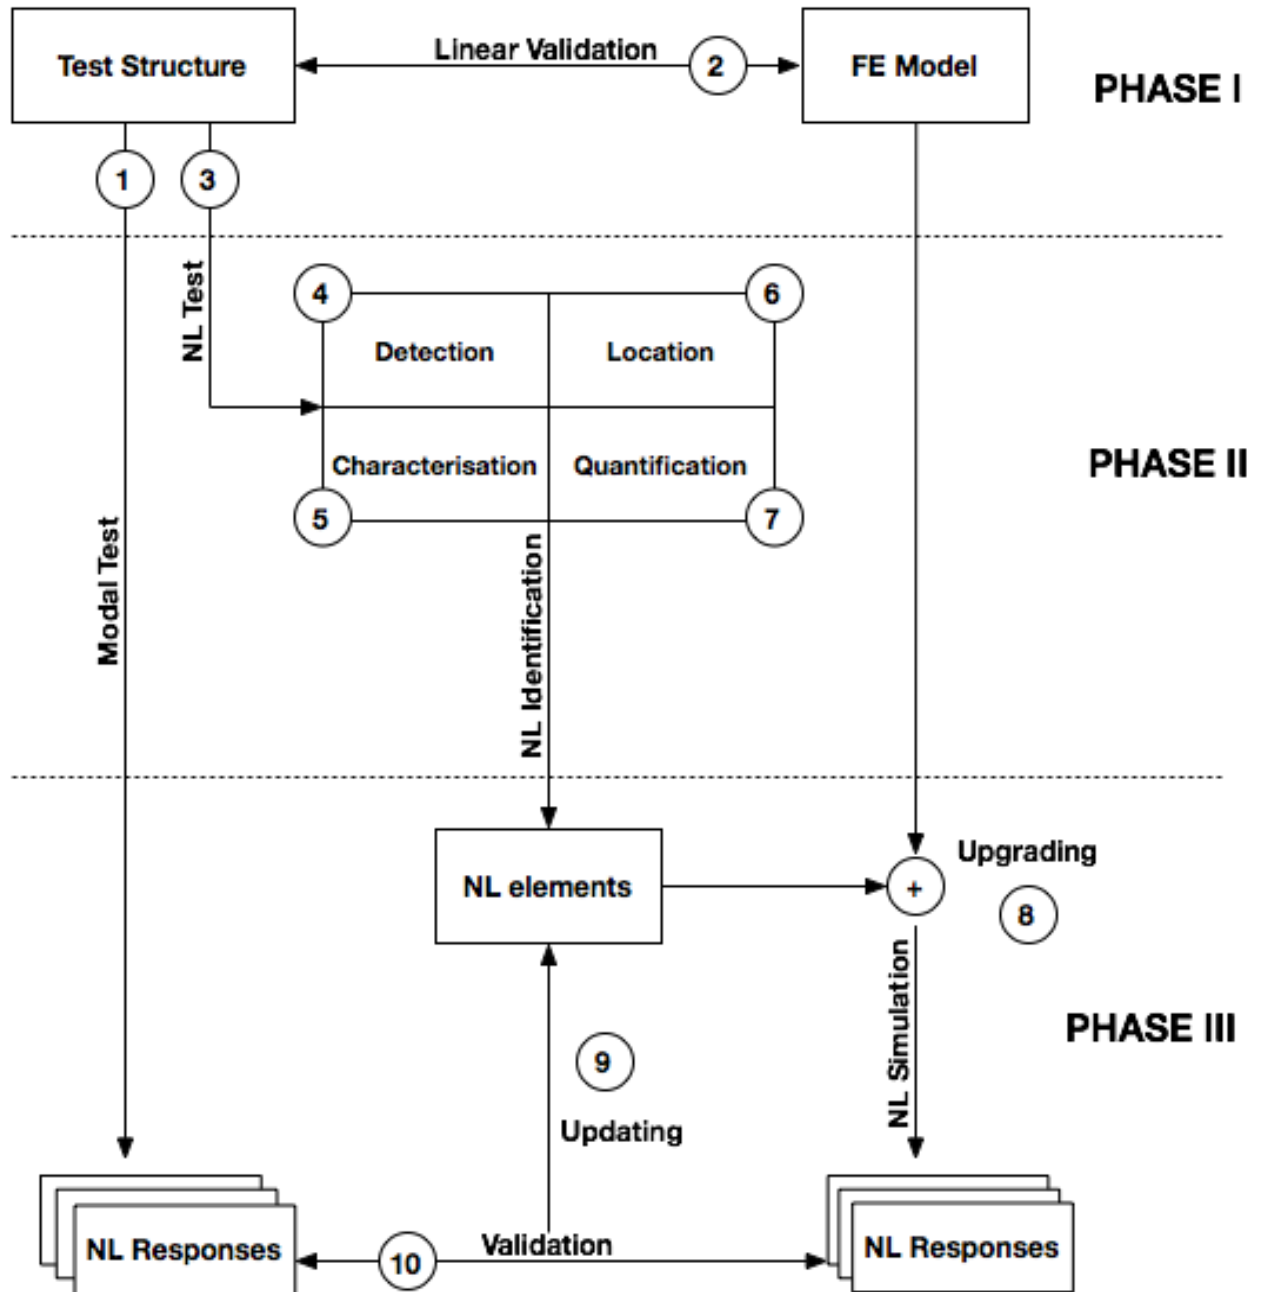 Test Structure
Linear Validation
2
FE Model
PHASE I
1
3
NL Test
4
6
Detection
Location
Characterisation
Quantification
5
7
PHASE II
Modal Test
NL Identification
NL elements
+
Upgrading
8
NL Simulation
PHASE III
9
Updating
NL Responses
10
Validation
NL Responses